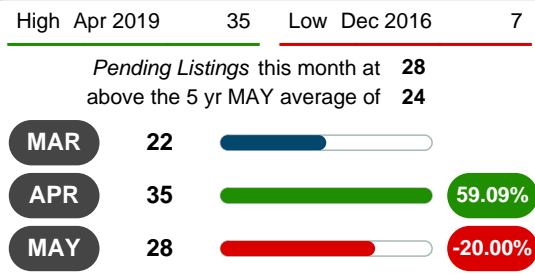 High Apr 2019 35 Low Dec 2016 7
Pending Listings this month at 28
above the 5 yr MAY average of 24
MAR 22
APR 35 59.09%
MAY 28 -20.00%